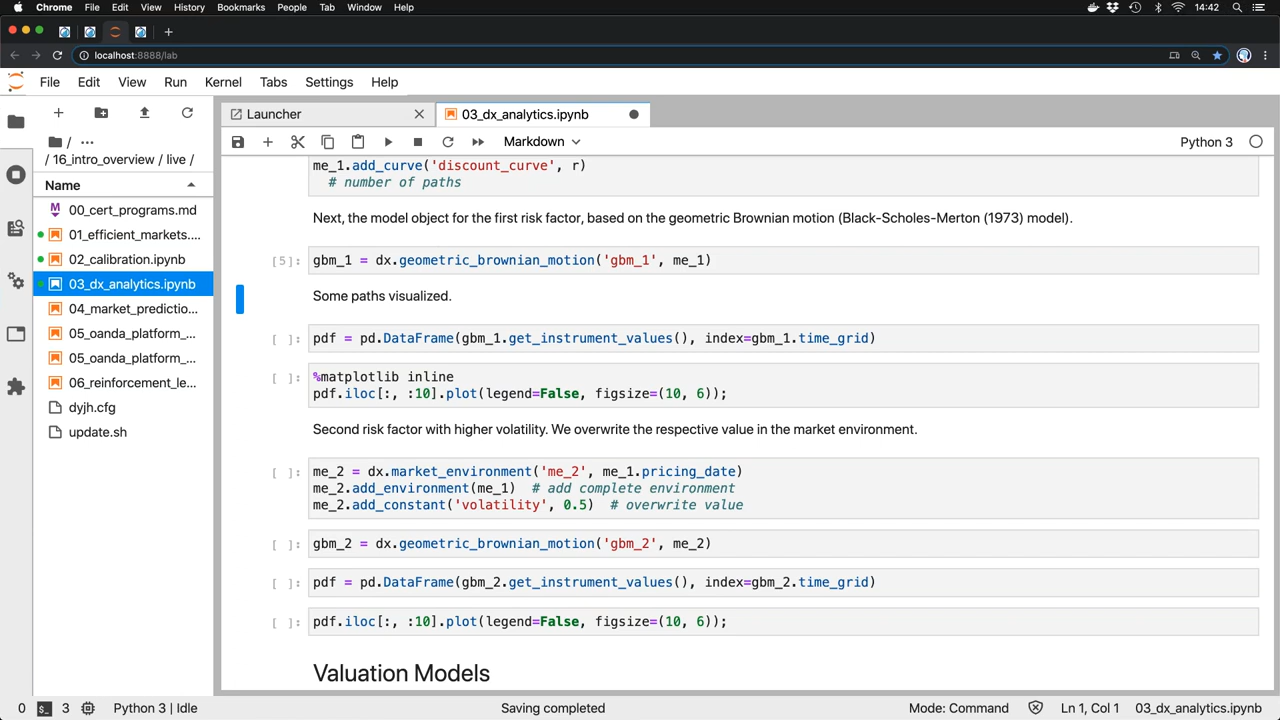 Chrome File Edit View History Bookmarks People Tab Window Help 14:42
localhost:8888/lab
File Edit View Run Kernel Tabs Settings Help
Launcher
03_dx_analytics.ipynb
Markdown
Python 3
/ ...
/ 16_intro_overview / live /
Name
00_cert_programs.md
01_efficient_markets....
02_calibration.ipynb
03_dx_analytics.ipynb
04_market_predictio...
05_oanda_platform_...
05_oanda_platform_...
06_reinforcement_le...
dyjh.cfg
update.sh
me_1.add_curve('discount_curve', r)
# number of paths
Next, the model object for the first risk factor, based on the geometric Brownian motion (Black-Scholes-Merton (1973) model).
[5]: gbm_1 = dx.geometric_brownian_motion('gbm_1', me_1)
Some paths visualized.
[ ]: pdf = pd.DataFrame(gbm_1.get_instrument_values(), index=gbm_1.time_grid)
[ ]: %matplotlib inline
pdf.iloc[:, :10].plot(legend=False, figsize=(10, 6));
Second risk factor with higher volatility. We overwrite the respective value in the market environment.
[ ]: me_2 = dx.market_environment('me_2', me_1.pricing_date)
me_2.add_environment(me_1) # add complete environment
me_2.add_constant('volatility', 0.5) # overwrite value
[ ]: gbm_2 = dx.geometric_brownian_motion('gbm_2', me_2)
[ ]: pdf = pd.DataFrame(gbm_2.get_instrument_values(), index=gbm_2.time_grid)
[ ]: pdf.iloc[:, :10].plot(legend=False, figsize=(10, 6));
Valuation Models
0 3 Python 3 | Idle Saving completed Mode: Command Ln 1, Col 1 03_dx_analytics.ipynb